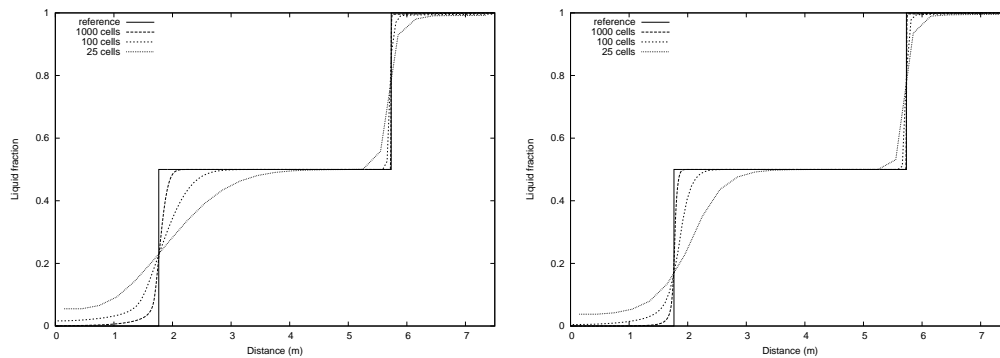 reference
1000 cells
100 cells
25 cells
1
0.8
0.6
0.4
0.2
0
Liquid fraction
0 1 2 3 4 5 6 7
Distance (m)
reference
1000 cells
100 cells
25 cells
1
0.8
0.6
0.4
0.2
0
Liquid fraction
0 1 2 3 4 5 6 7
Distance (m)